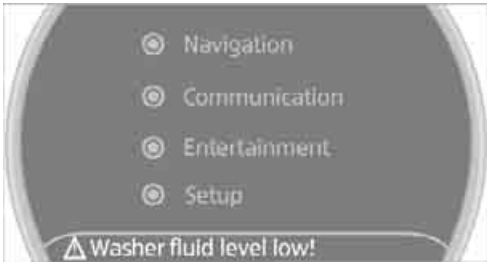 Navigation
Communication
Entertainment
Setup
Washer fluid level low!